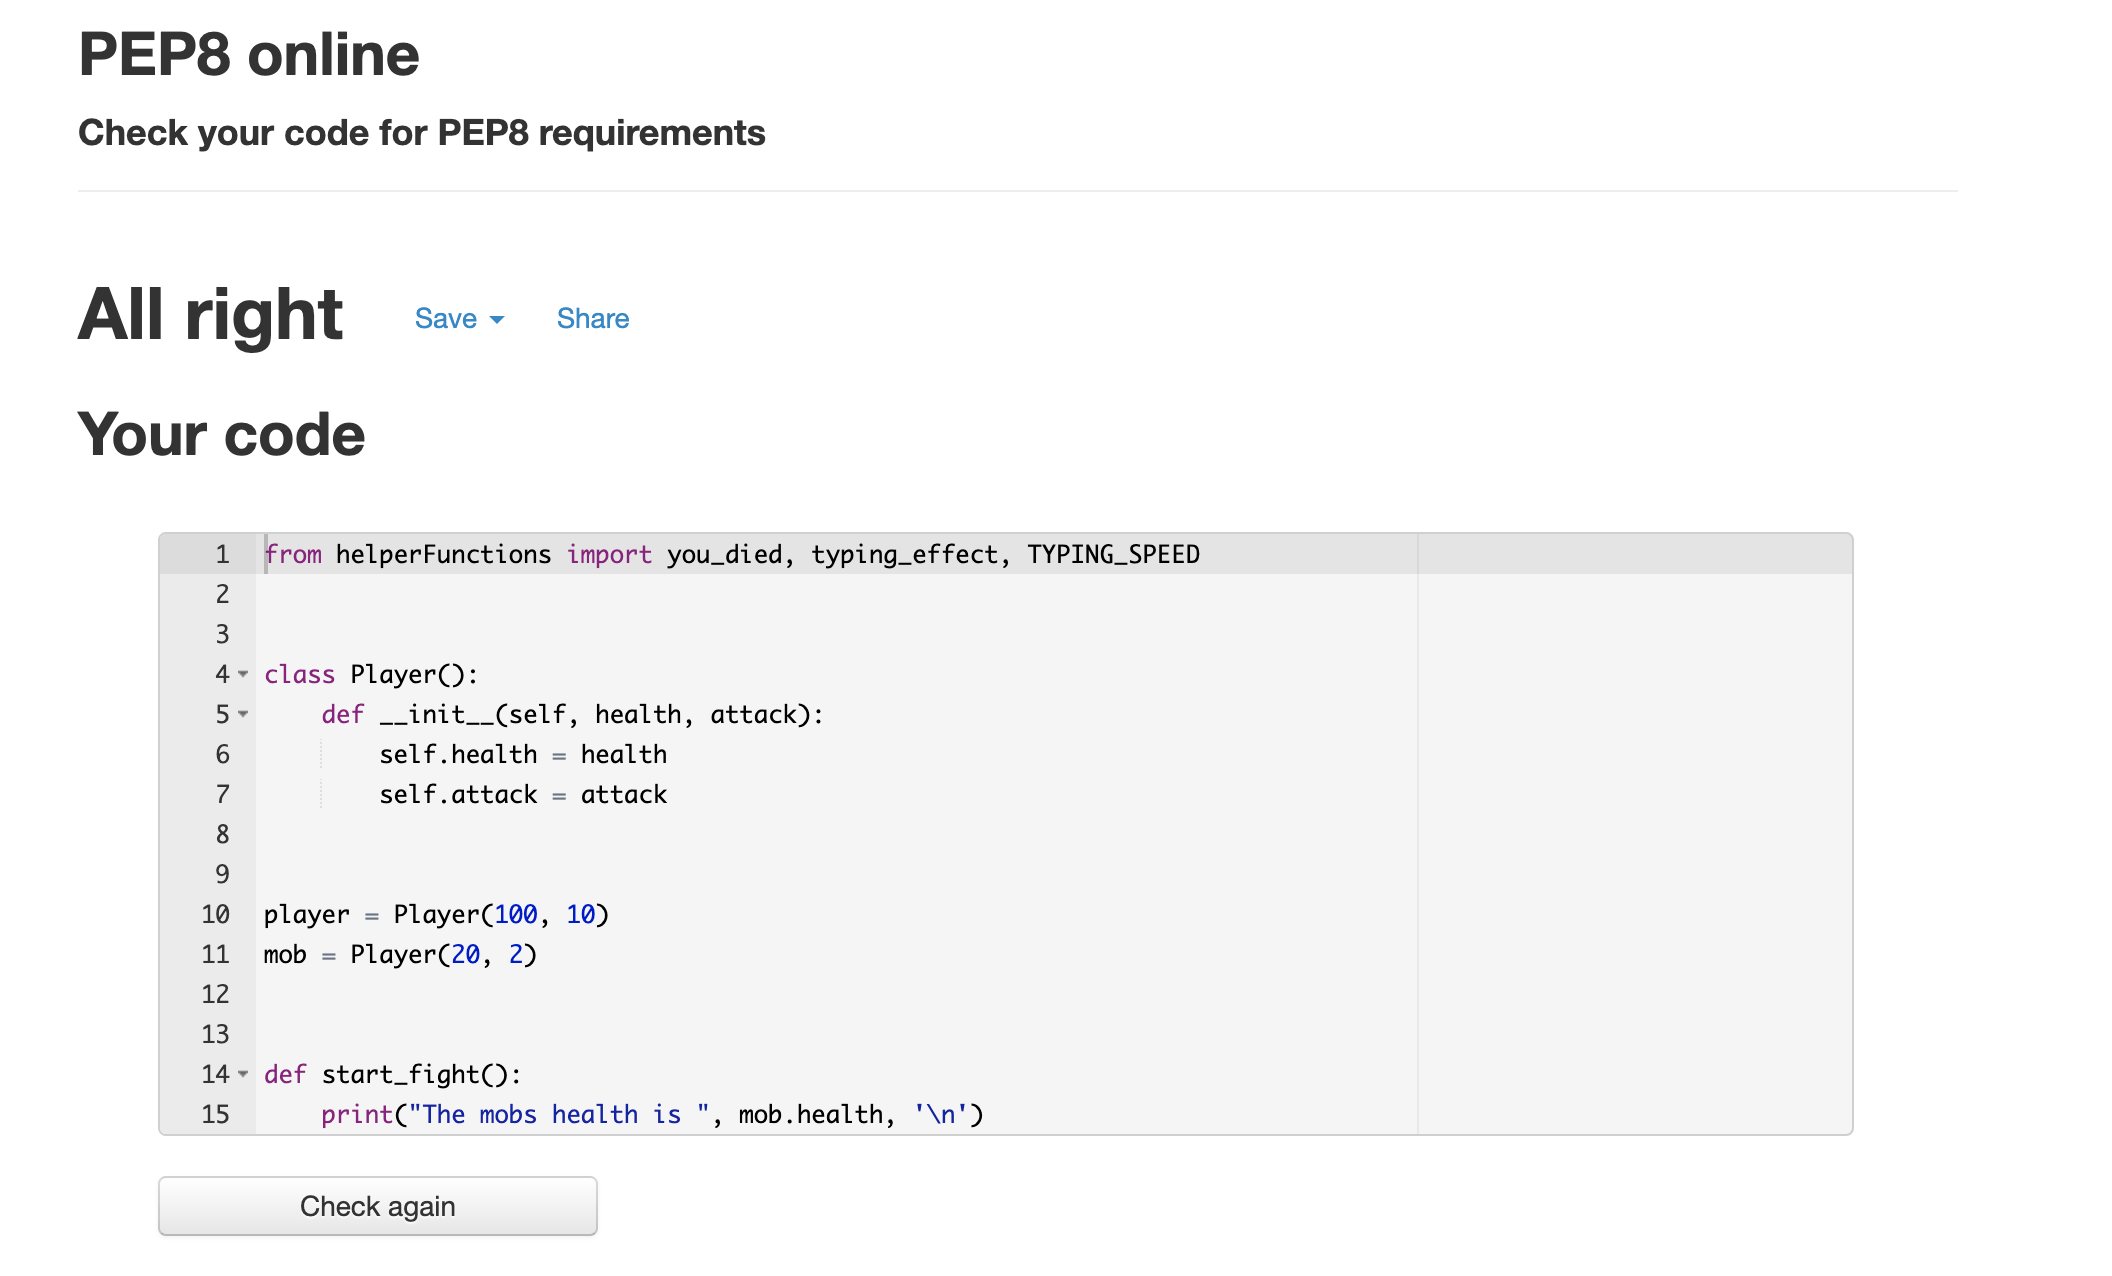 PEP8 online
Check your code for PEP8 requirements
All right Save Share
Your code
1 from helperFunctions import you_died, typing_effect, TYPING_SPEED
2
3
4 class Player():
5     def __init__(self, health, attack):
6         self.health = health
7         self.attack = attack
8
9
10 player = Player(100, 10)
11 mob = Player(20, 2)
12
13
14 def start_fight():
15     print("The mobs health is ", mob.health, '\n')
Check again